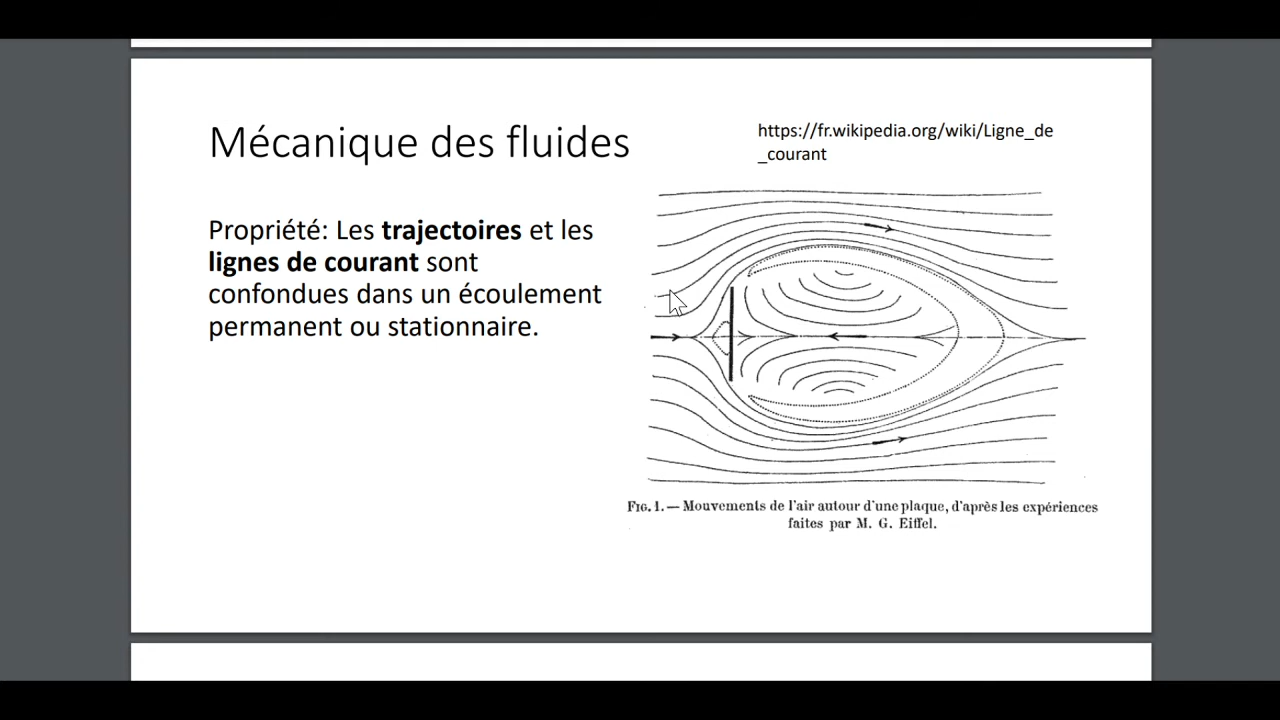 Mécanique des fluides
https://fr.wikipedia.org/wiki/Ligne_de
_courant
Propriété: Les trajectoires et les
lignes de courant sont
confondues dans un écoulement
permanent ou stationnaire.
FIG. 1. — Mouvements de l'air autour d'une plaque, d'après les expériences
faites par M. G. Eiffel.